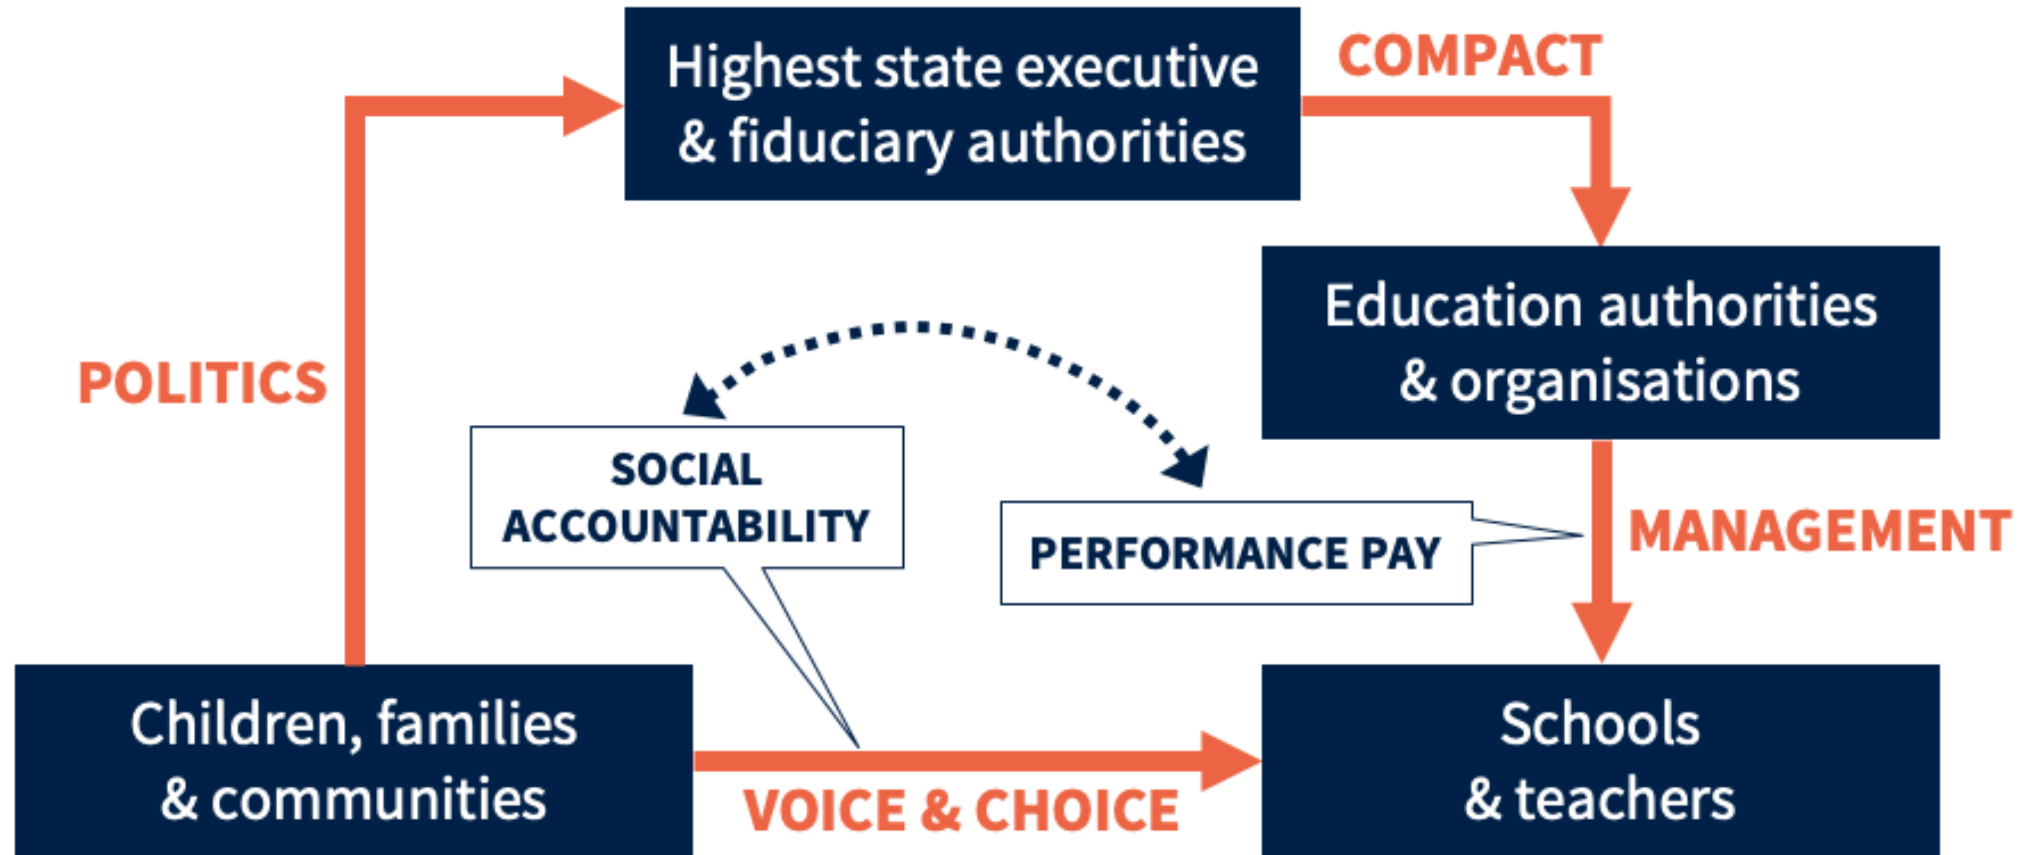 Highest state executive
& fiduciary authorities
COMPACT
Education authorities
& organisations
POLITICS
SOCIAL
ACCOUNTABILITY
PERFORMANCE PAY
MANAGEMENT
Children, families
& communities
VOICE & CHOICE
Schools
& teachers